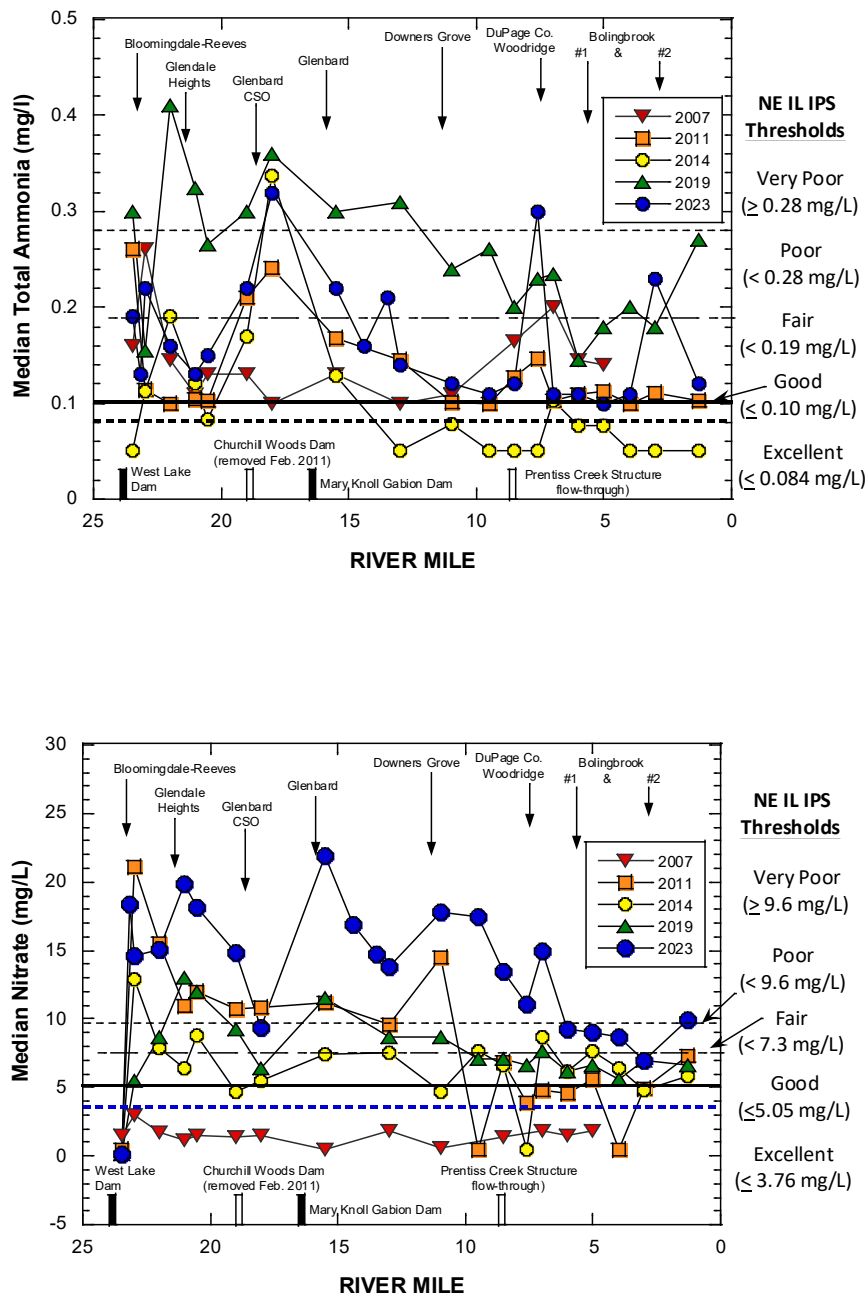 Median Total Ammonia (mg/l)
0.5
0.4
0.3
0.2
0.1
0
Bloomingdale-Reeves
Glendale
Heights
Glenbard
CSO
Glenbard
Downers Grove
DuPage Co.
Woodridge
Bolingbrook
#1 & #2
2007
2011
2014
2019
2023
West Lake
Dam
Churchill Woods Dam
(removed Feb. 2011)
Mary Knoll Gabion Dam
Prentiss Creek Structure
flow-through)
25 20 15 10 5 0
RIVER MILE
NE IL IPS
Thresholds
Very Poor
(≥ 0.28 mg/L)
Poor
(< 0.28 mg/L)
Fair
(< 0.19 mg/L)
Good
(≤ 0.10 mg/L)
Excellent
(≤ 0.084 mg/L)
Median Nitrate (mg/L)
30
25
20
15
10
5
0
-5
Bloomingdale-Reeves
Glendale
Heights
Glenbard
CSO
Glenbard
Downers Grove
DuPage Co.
Woodridge
Bolingbrook
#1 & #2
2007
2011
2014
2019
2023
West Lake
Dam
Churchill Woods Dam
(removed Feb. 2011)
Mary Knoll Gabion Dam
Prentiss Creek Structure
flow-through)
25 20 15 10 5 0
RIVER MILE
NE IL IPS
Thresholds
Very Poor
(≥ 9.6 mg/L)
Poor
(< 9.6 mg/L)
Fair
(< 7.3 mg/L)
Good
(≤5.05 mg/L)
Excellent
(≤ 3.76 mg/L)